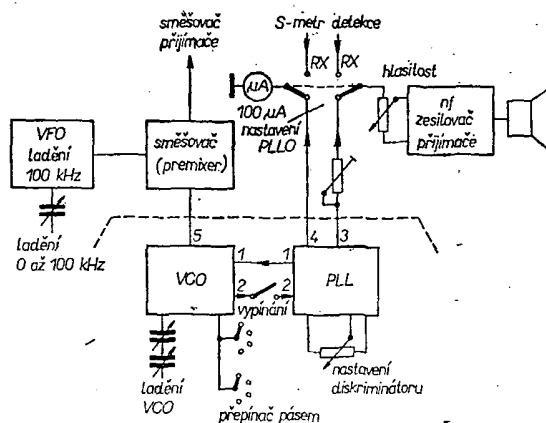 směšovač
přijímače
S-metr detekce
RX
RX
µA
100 µA
nastavení
PLLO
hlasitost
nf
zesilovač
přijímače
VFO
ladění
100 kHz
směšovač
(premixer)
ladění
0 až 100 kHz
5
4
3
VCO
1
1
2
2
vypínání
PLL
ladění
VCO
přepínač pásem
nastavení
diskriminátoru